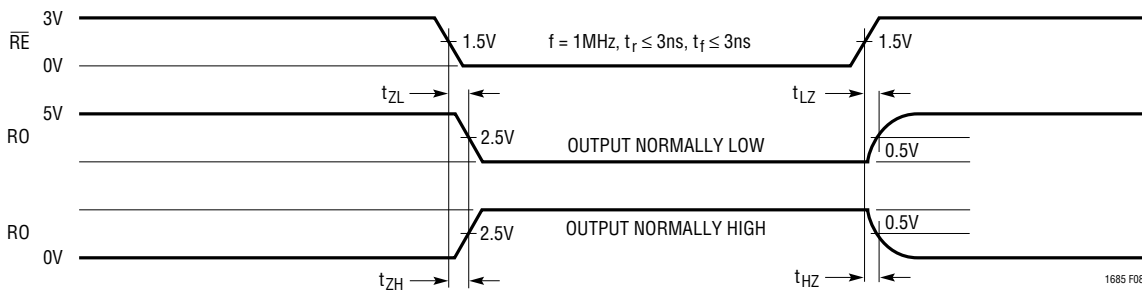 3V
R̅E̅
1.5V
f = 1MHz, tr ≤ 3ns, tf ≤ 3ns
1.5V
0V
tZL
tLZ
5V
RO
2.5V
OUTPUT NORMALLY LOW
0.5V
RO
2.5V
OUTPUT NORMALLY HIGH
0.5V
0V
tZH
tHZ
1685 F08